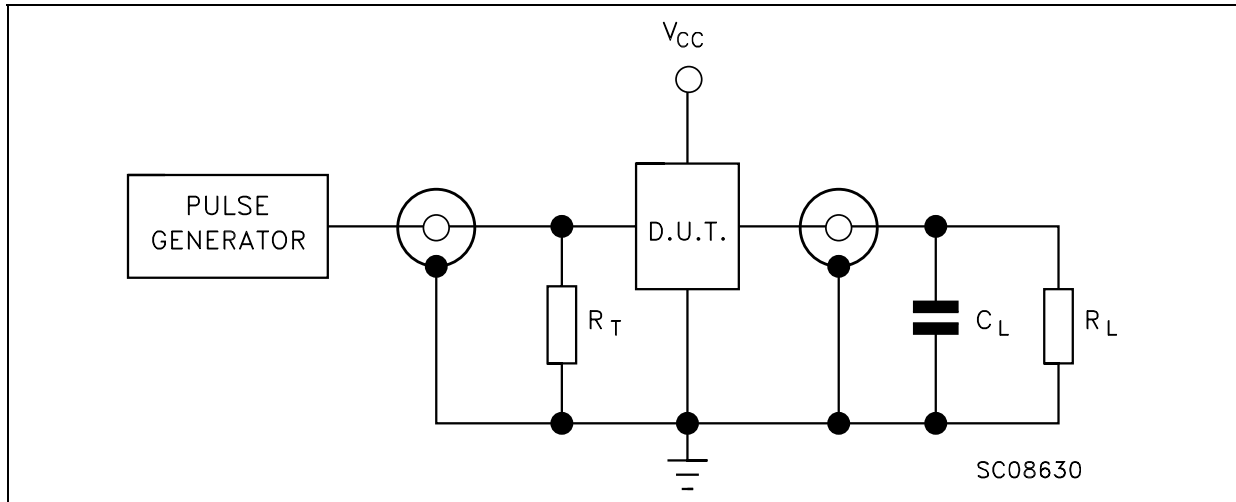 VCC
PULSE
GENERATOR
D.U.T.
RT
CL
RL
SC08630